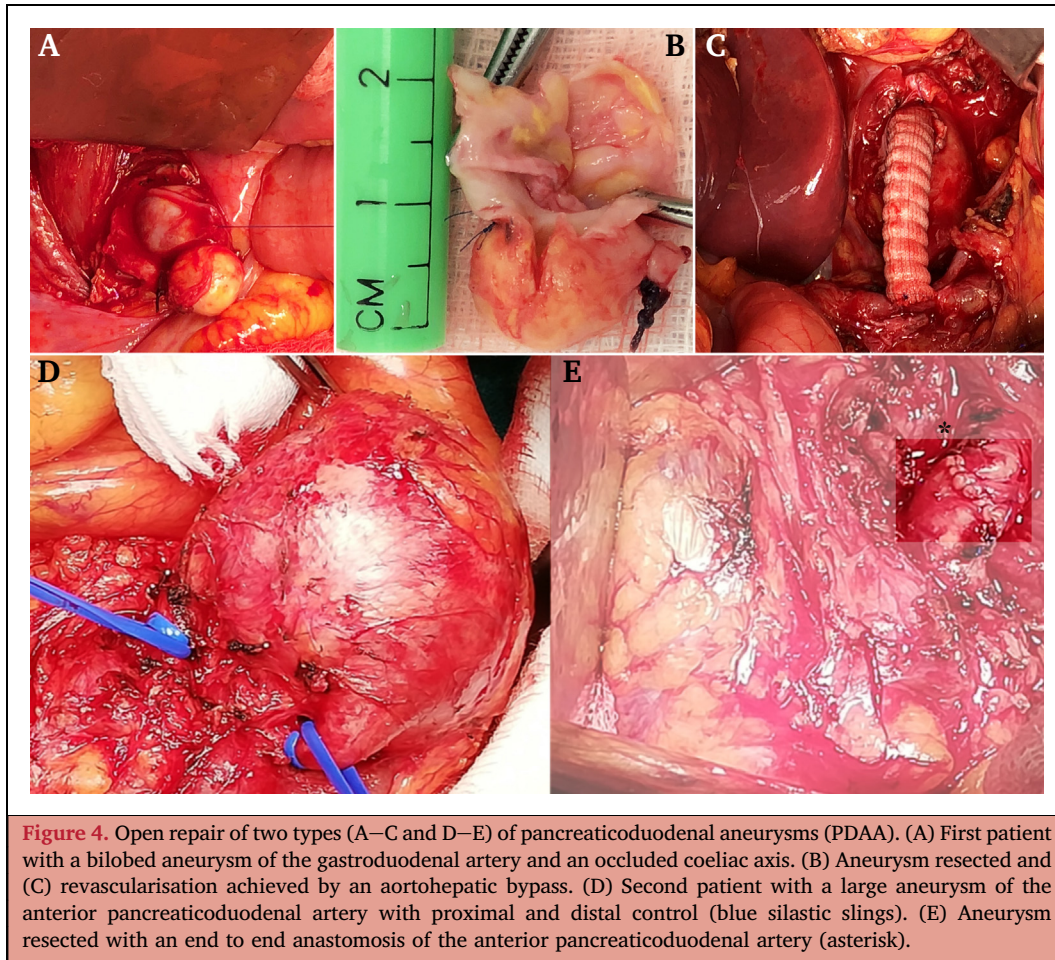 A
B
C
2
1
CM
D
E
*
Figure 4. Open repair of two types (A–C and D–E) of pancreaticoduodenal aneurysms (PDAA). (A) First patient
with a bilobed aneurysm of the gastroduodenal artery and an occluded coeliac axis. (B) Aneurysm resected and
(C) revascularisation achieved by an aortohepatic bypass. (D) Second patient with a large aneurysm of the
anterior pancreaticoduodenal artery with proximal and distal control (blue silastic slings). (E) Aneurysm
resected with an end to end anastomosis of the anterior pancreaticoduodenal artery (asterisk).